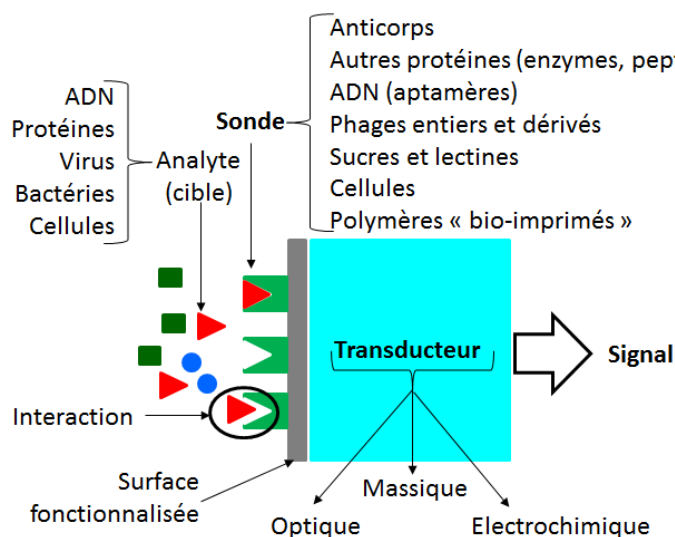 Anticorps
Autres protéines (enzymes,
ADN (aptamères)
Phages entiers et dérivés
Sucres et lectines
Cellules
Polymères « bio-imprimés »
Sonde
ADN
Protéines
Virus
Bactéries
Cellules
Analyte
(cible)
Transducteur
Signal
Interaction
Surface
fonctionnalisée
Massique
Optique
Electrochimique